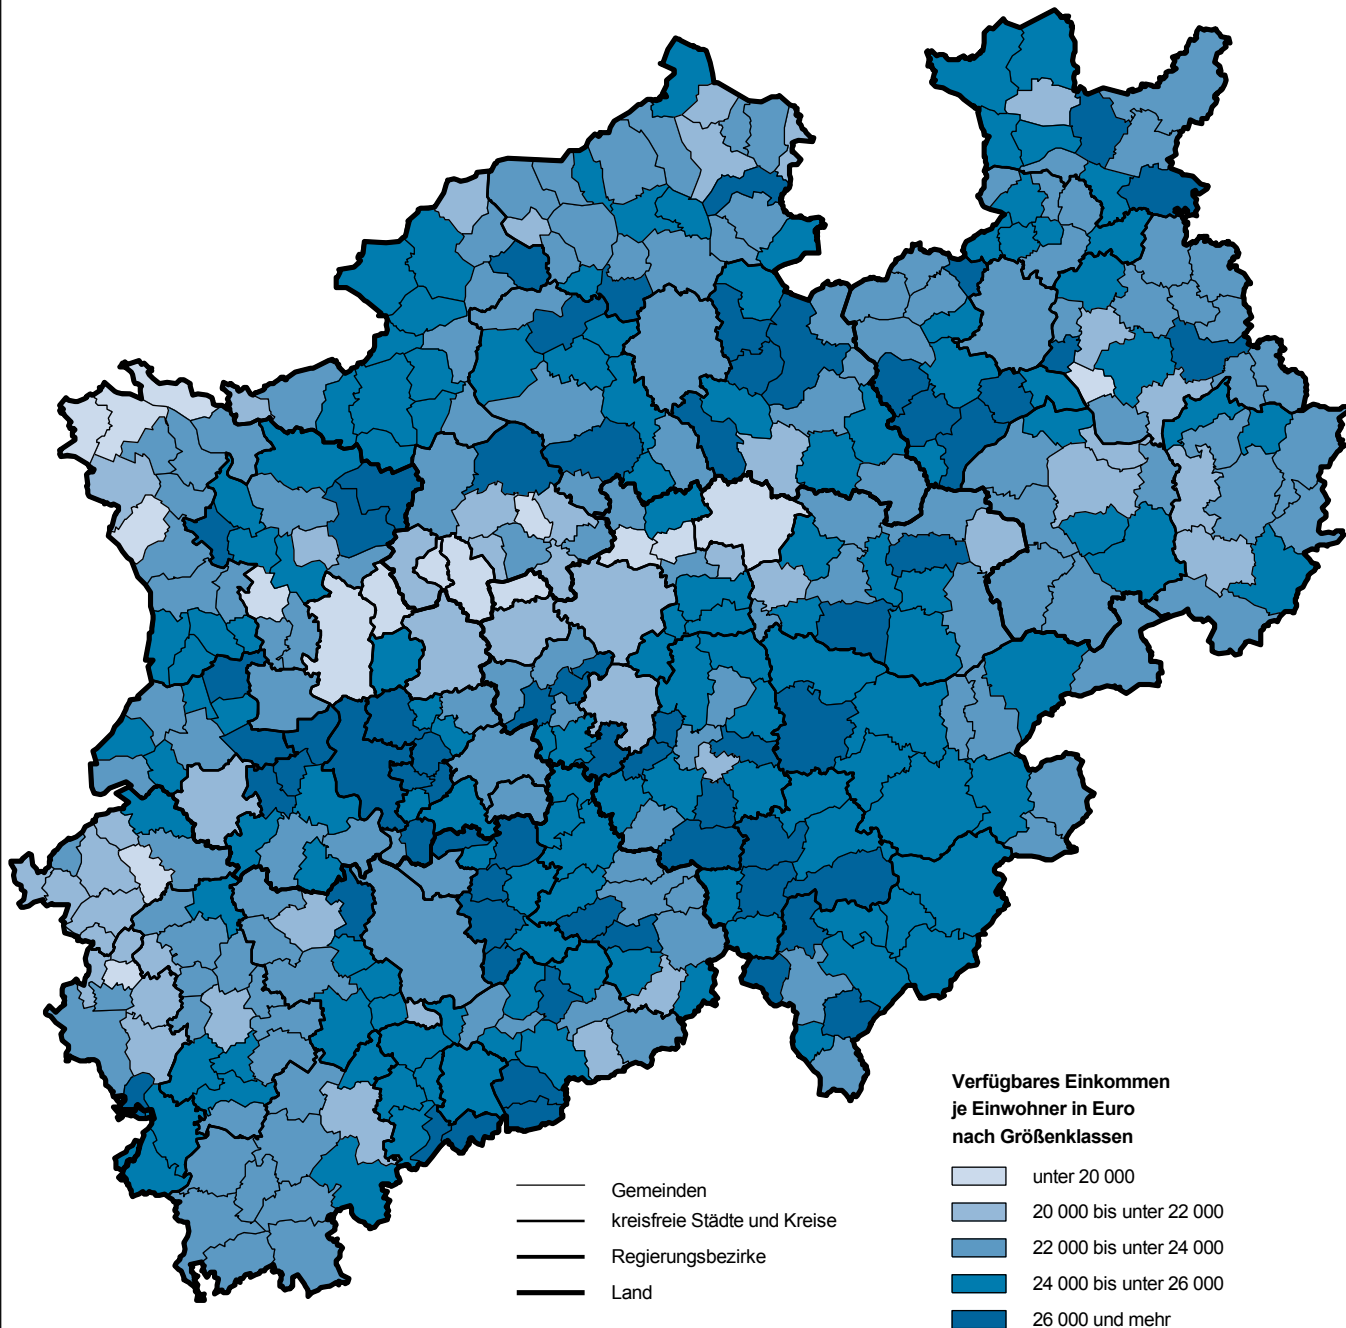 Verfügbares Einkommen
je Einwohner in Euro
nach Größenklassen
unter 20 000
20 000 bis unter 22 000
22 000 bis unter 24 000
24 000 bis unter 26 000
26 000 und mehr
Gemeinden
kreisfreie Städte und Kreise
Regierungsbezirke
Land